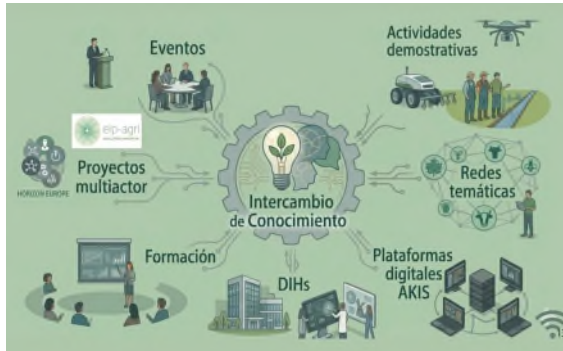 Eventos
Actividades
demostrativas
eip-agri
HORIZON EUROPE
Proyectos
multiactor
Intercambio
de Conocimiento
Redes
temáticas
Formación
DIHs
Plataformas
digitales
AKIS